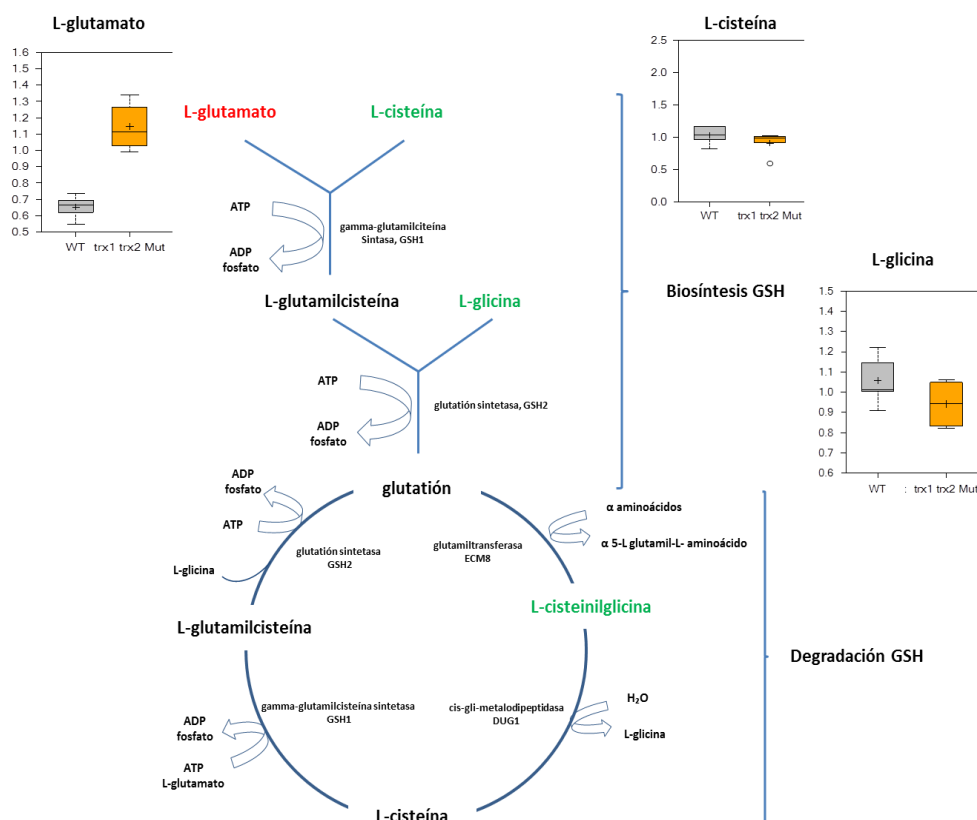 L-glutamato
1.6
1.5
1.4
1.3
1.2
1.1
1.0
0.9
0.8
0.7
0.6
0.5
WT trx1 trx2 Mut
L-cisteína
2.5
2.0
1.5
1.0
0.5
0.0
WT trx1 trx2 Mut
L-glicina
1.5
1.4
1.3
1.2
1.1
1.0
0.9
0.8
0.7
0.6
WT : trx1 trx2 Mut
L-glutamato L-cisteína
ATP
ADP
fosfato
gamma-glutamilciteína
Sintasa, GSH1
L-glutamilcisteína L-glicina
Biosíntesis GSH
ATP
ADP
fosfato
glutatión sintetasa, GSH2
glutatión
ADP
fosfato
ATP
L-glicina
glutatión sintetasa
GSH2
glutamiltransferasa
ECM8
α aminoácidos
α 5-L glutamil-L- aminoácido
L-glutamilcisteína
L-cisteinilglicina
Degradación GSH
gamma-glutamilcisteína sintetasa
GSH1
ADP
fosfato
ATP
L-glutamato
cis-gli-metalodipeptidasa
DUG1
H₂O
L-glicina
L-cisteína